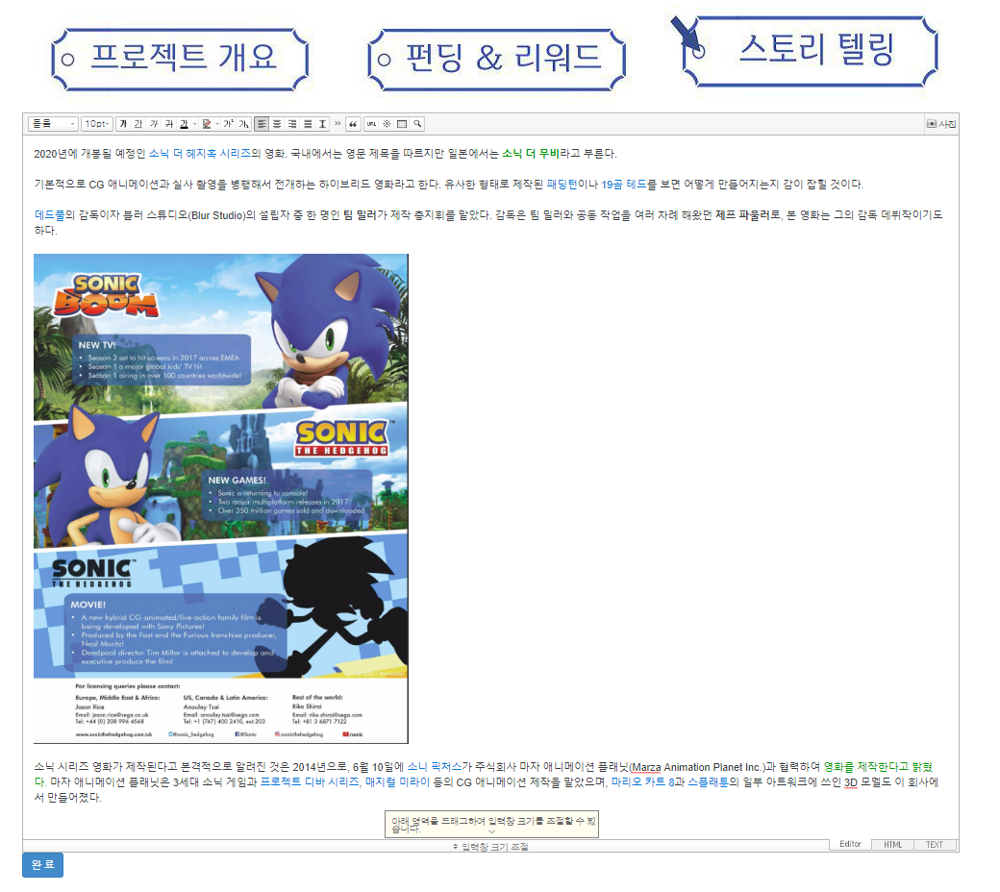 프로젝트 개요
펀딩 & 리워드
스토리 텔링
돋움
10pt
가 가 가 가 가 가 가 가¹ 가₁
URL
사진
2020년에 개봉될 예정인 소닉 더 헤지혹 시리즈의 영화. 국내에서는 영문 제목을 따르지만 일본에서는 소닉 더 무비라고 부른다.
기본적으로 CG 애니메이션과 실사 촬영을 병행해서 전개하는 하이브리드 영화라고 한다. 유사한 형태로 제작된 패딩턴이나 19곰 테드를 보면 어떻게 만들어지는지 감이 잡힐 것이다.
데드풀의 감독이자 블러 스튜디오(Blur Studio)의 설립자 중 한 명인 팀 밀러가 제작 총지휘를 맡았다. 감독은 팀 밀러와 공동 작업을 여러 차례 해왔던 제프 파울러로, 본 영화는 그의 감독 데뷔작이기도
하다.
SONIC
BOOM
NEW TV!
• Season 2 set to hit screens in 2017 across EMEA
• Season 1 a major global kids' TV hit
• Season 1 airing in over 100 countries worldwide!
SONIC™
THE HEDGEHOG
NEW GAMES!
• Sonic is returning to console!
• Two major multiplatform releases in 2017
• Over 350 million games sold and downloaded
SONIC™
THE HEDGEHOG
MOVIE!
• A new hybrid CG-animated/live-action family film is
being developed with Sony Pictures!
• Produced by the Fast and the Furious franchise producer,
Neal Moritz!
• Deadpool director Tim Miller is attached to develop and
executive produce the film!
For licensing queries please contact:
Europe, Middle East & Africa:
Jason Rice
Email: jason.rice@sega.co.uk
Tel: +44 (0) 208 996 4568
US, Canada & Latin America:
Anoulay Tsai
Email: anoulay.tsai@sega.com
Tel: +1 (747) 400 2410, ext.203
Rest of the world:
Rika Shirai
Email: rika.shirai@sega.com
Tel: +81 3 6871 7122
www.sonicthehedgehog.com/uk
@sonic_hedgehog
@Sonic
/sonicthehedgehog
/sonic
소닉 시리즈 영화가 제작된다고 본격적으로 알려진 것은 2014년으로, 6월 10일에 소니 픽처스가 주식회사 마자 애니메이션 플래닛(Marza Animation Planet Inc.)과 협력하여 영화를 제작한다고 밝혔
다. 마자 애니메이션 플래닛은 3세대 소닉 게임과 프로젝트 디바 시리즈, 매지컬 미라이 등의 CG 애니메이션 제작을 맡았으며, 마리오 카트 8과 스플래툰의 일부 아트워크에 쓰인 3D 모델도 이 회사에
서 만들어졌다.
아래 영역을 드래그하여 입력창 크기를 조절할 수 있
습니다.
입력창 크기 조절
Editor
HTML
TEXT
완료